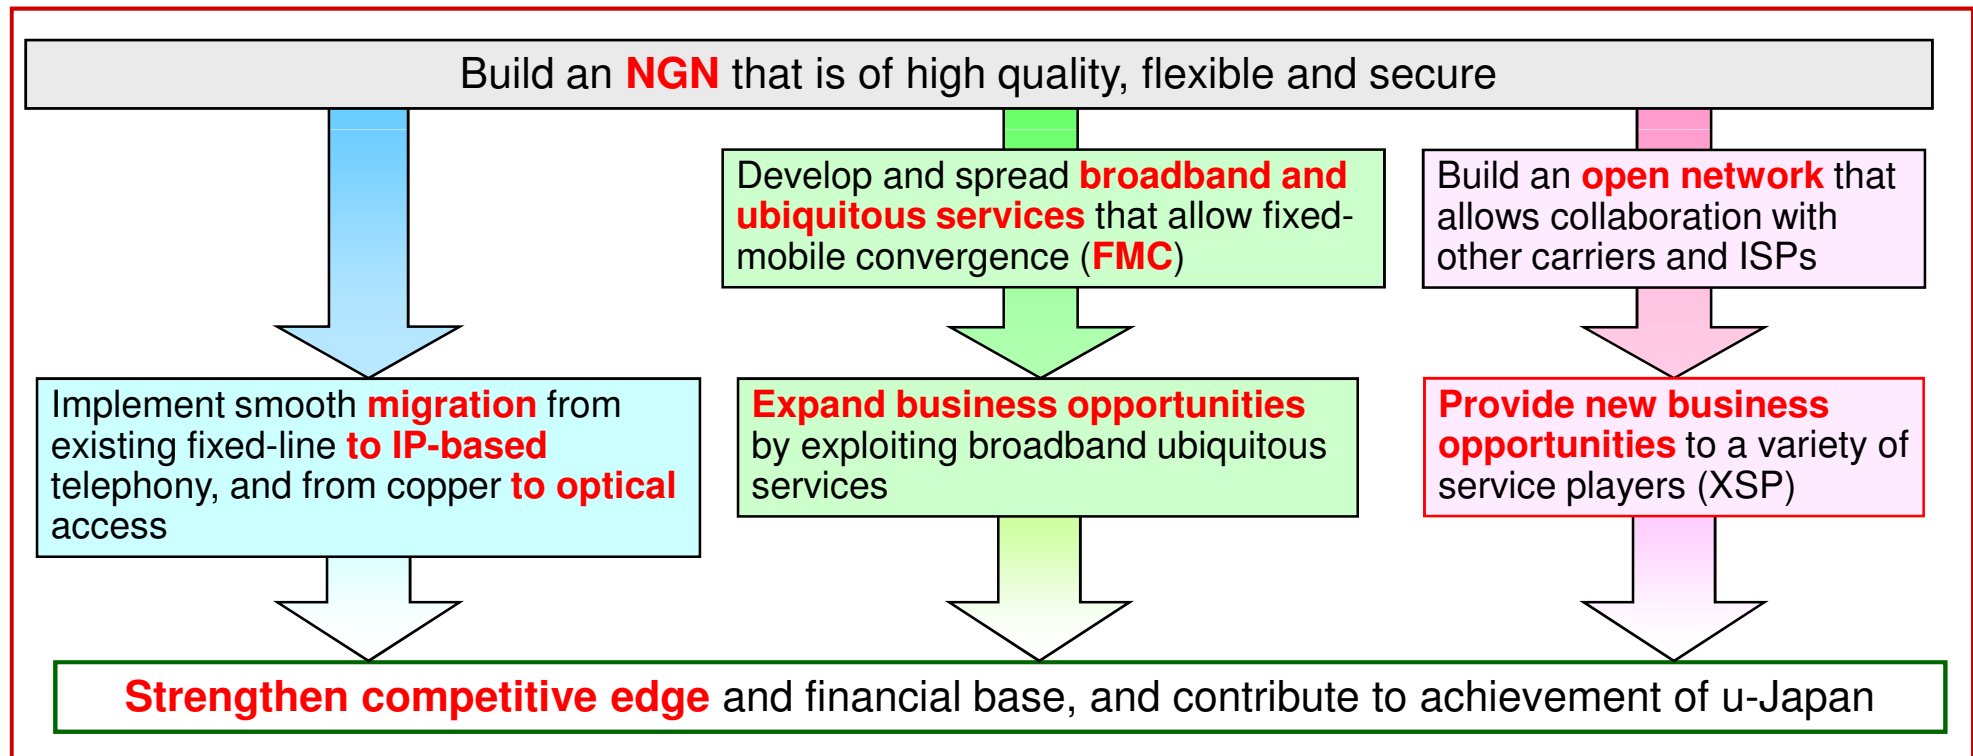 Build an NGN that is of high quality, flexible and secure
Develop and spread broadband and
ubiquitous services that allow fixed-
mobile convergence (FMC)
Build an open network that
allows collaboration with
other carriers and ISPs
Implement smooth migration from
existing fixed-line to IP-based
telephony, and from copper to optical
access
Expand business opportunities
by exploiting broadband ubiquitous
services
Provide new business
opportunities to a variety of
service players (XSP)
Strengthen competitive edge and financial base, and contribute to achievement of u-Japan